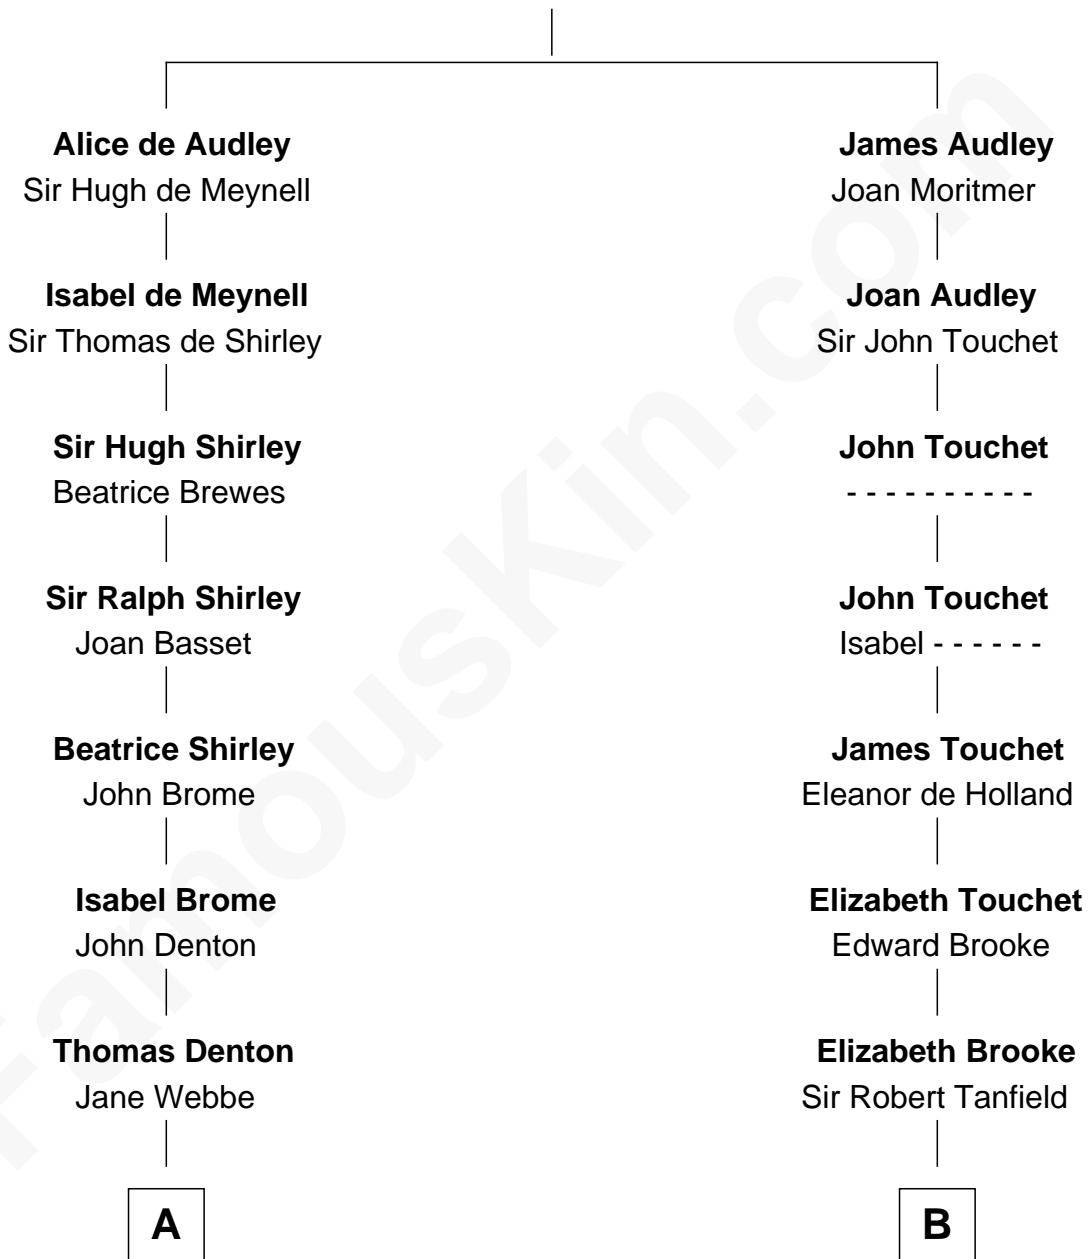 Alice de Audley
Sir Hugh de Meynell
Isabel de Meynell
Sir Thomas de Shirley
Sir Hugh Shirley
Beatrice Brewes
Sir Ralph Shirley
Joan Basset
Beatrice Shirley
John Brome
Isabel Brome
John Denton
Thomas Denton
Jane Webbe
A
James Audley
Joan Moritmer
Joan Audley
Sir John Touchet
John Touchet
- - - - - - - - - -
John Touchet
Isabel - - - - - -
James Touchet
Eleanor de Holland
Elizabeth Touchet
Edward Brooke
Elizabeth Brooke
Sir Robert Tanfield
B
FamousKin.com